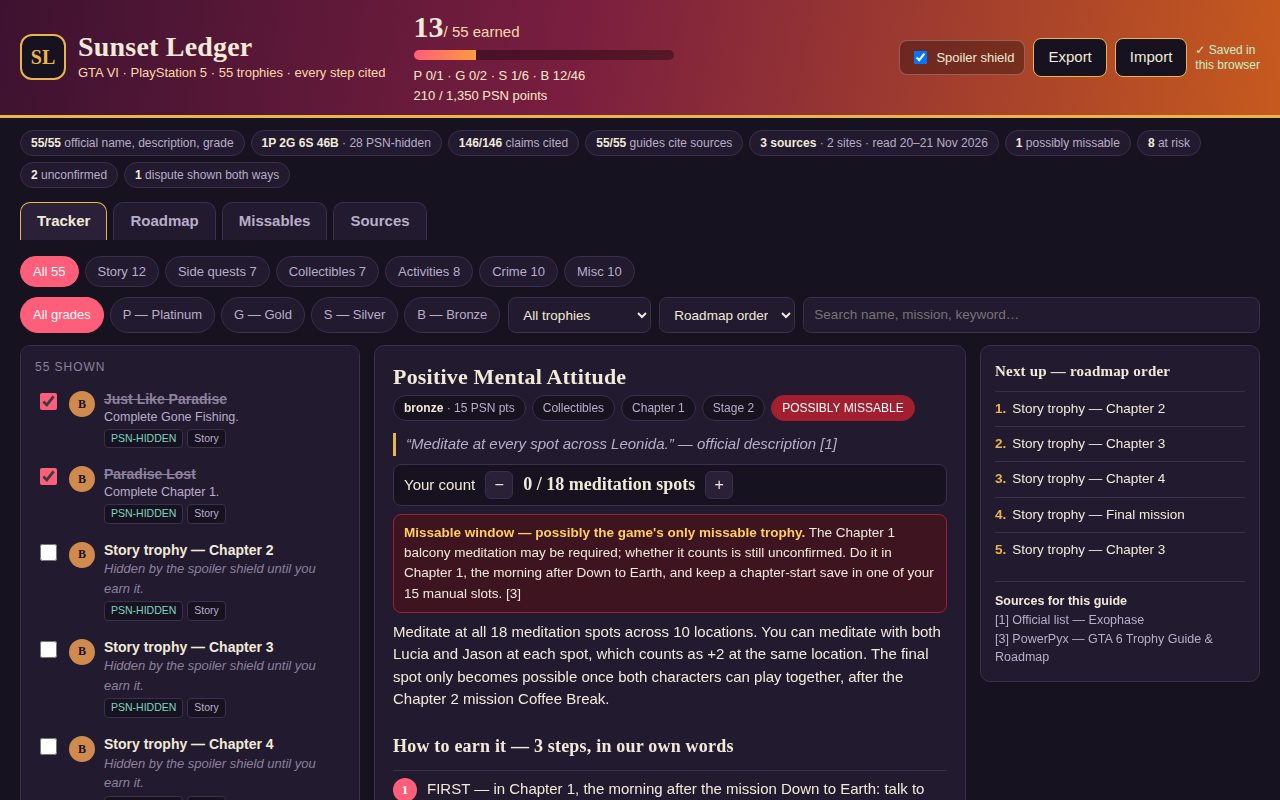 SL
Sunset Ledger
GTA VI · PlayStation 5 · 55 trophies · every step cited
13/ 55 earned
P 0/1 · G 0/2 · S 1/6 · B 12/46
210 / 1,350 PSN points
Spoiler shield
Export
Import
✓ Saved in
this browser
55/55 official name, description, grade
1P 2G 6S 46B · 28 PSN-hidden
146/146 claims cited
55/55 guides cite sources
3 sources · 2 sites · read 20–21 Nov 2026
1 possibly missable
8 at risk
2 unconfirmed
1 dispute shown both ways
Tracker
Roadmap
Missables
Sources
All 55
Story 12
Side quests 7
Collectibles 7
Activities 8
Crime 10
Misc 10
All grades
P — Platinum
G — Gold
S — Silver
B — Bronze
All trophies
Roadmap order
Search name, mission, keyword…
55 SHOWN
B
Just Like Paradise
Complete Gone Fishing.
PSN-HIDDEN
Story
B
Paradise Lost
Complete Chapter 1.
PSN-HIDDEN
Story
B
Story trophy — Chapter 2
Hidden by the spoiler shield until you
earn it.
PSN-HIDDEN
Story
B
Story trophy — Chapter 3
Hidden by the spoiler shield until you
earn it.
PSN-HIDDEN
Story
B
Story trophy — Chapter 4
Hidden by the spoiler shield until you
earn it.
Positive Mental Attitude
bronze · 15 PSN pts
Collectibles
Chapter 1
Stage 2
POSSIBLY MISSABLE
“Meditate at every spot across Leonida.” — official description [1]
Your count
−
0 / 18 meditation spots
+
Missable window — possibly the game's only missable trophy. The Chapter 1
balcony meditation may be required; whether it counts is still unconfirmed. Do it in
Chapter 1, the morning after Down to Earth, and keep a chapter-start save in one of your
15 manual slots. [3]
Meditate at all 18 meditation spots across 10 locations. You can meditate with both
Lucia and Jason at each spot, which counts as +2 at the same location. The final
spot only becomes possible once both characters can play together, after the
Chapter 2 mission Coffee Break.
How to earn it — 3 steps, in our own words
1
FIRST — in Chapter 1, the morning after the mission Down to Earth: talk to
Next up — roadmap order
1. Story trophy — Chapter 2
2. Story trophy — Chapter 3
3. Story trophy — Chapter 4
4. Story trophy — Final mission
5. Story trophy — Chapter 3
Sources for this guide
[1] Official list — Exophase
[3] PowerPyx — GTA 6 Trophy Guide &
Roadmap